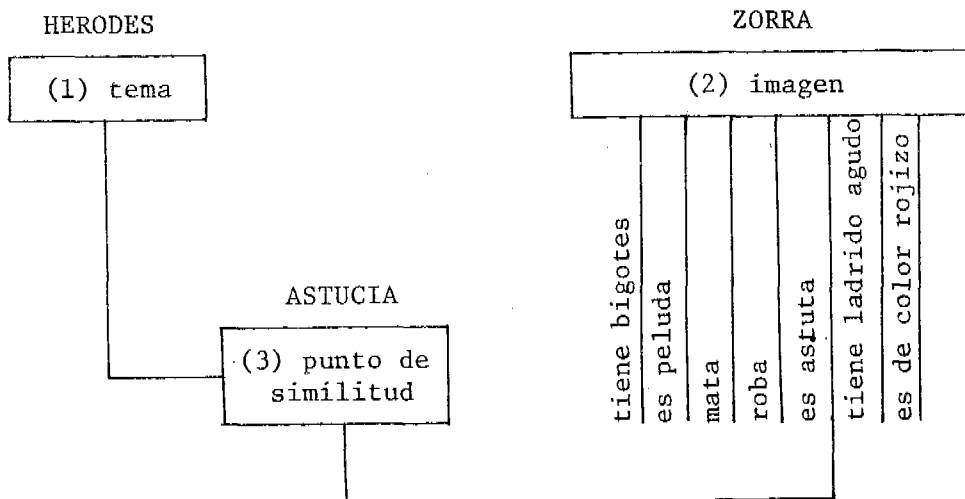 HERODES
(1) tema
ZORRA
(2) imagen
tiene bigotes
es peluda
mata
roba
es astuta
tiene ladrido agudo
es de color rojizo
ASTUCIA
(3) punto de
similitud